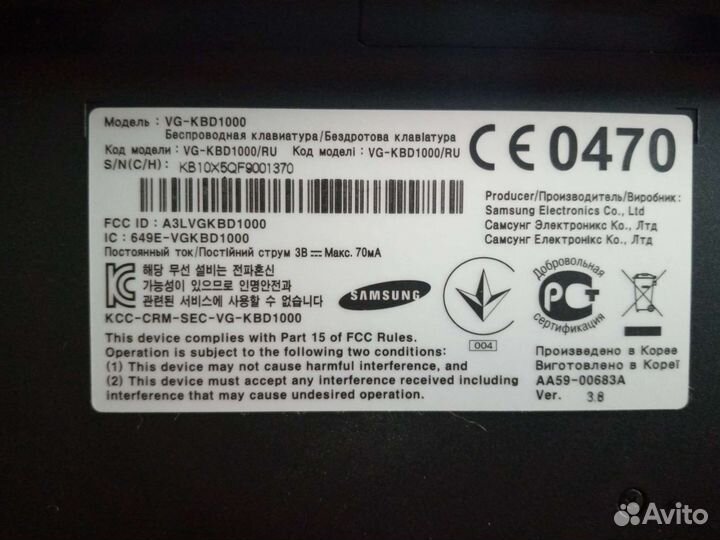 Модель : VG-KBD1000
Беспроводная клавиатура/Бездротова клавіатура
Код модели : VG-KBD1000/RU Код моделі : VG-KBD1000/RU
S/N(C/H): KB10X5QF9001370
CE0470
FCC ID : A3LVGKBD1000
IC : 649E-VGKBD1000
Постоянный ток/Постійний струм 3В ⎓ Макс. 70мА
Producer/Производитель/Виробник :
Samsung Electronics Co., Ltd
Самсунг Электроникс Ко., Лтд
Самсунг Електронікс Ко., Лтд
해당 무선 설비는 전파혼신
가능성이 있으므로 인명안전과
관련된 서비스에 사용할 수 없습니다
KCC-CRM-SEC-VG-KBD1000
SAMSUNG
004
Добровольная
РСТ
сертификация
This device complies with Part 15 of FCC Rules.
Operation is subject to the following two conditions:
(1) This device may not cause harmful interference, and
(2) This device must accept any interference received including
interference that may cause undesired operation.
Произведено в Корее
Виготовлено в Кореї
AA59-00683A
Ver. 3.8
Avito